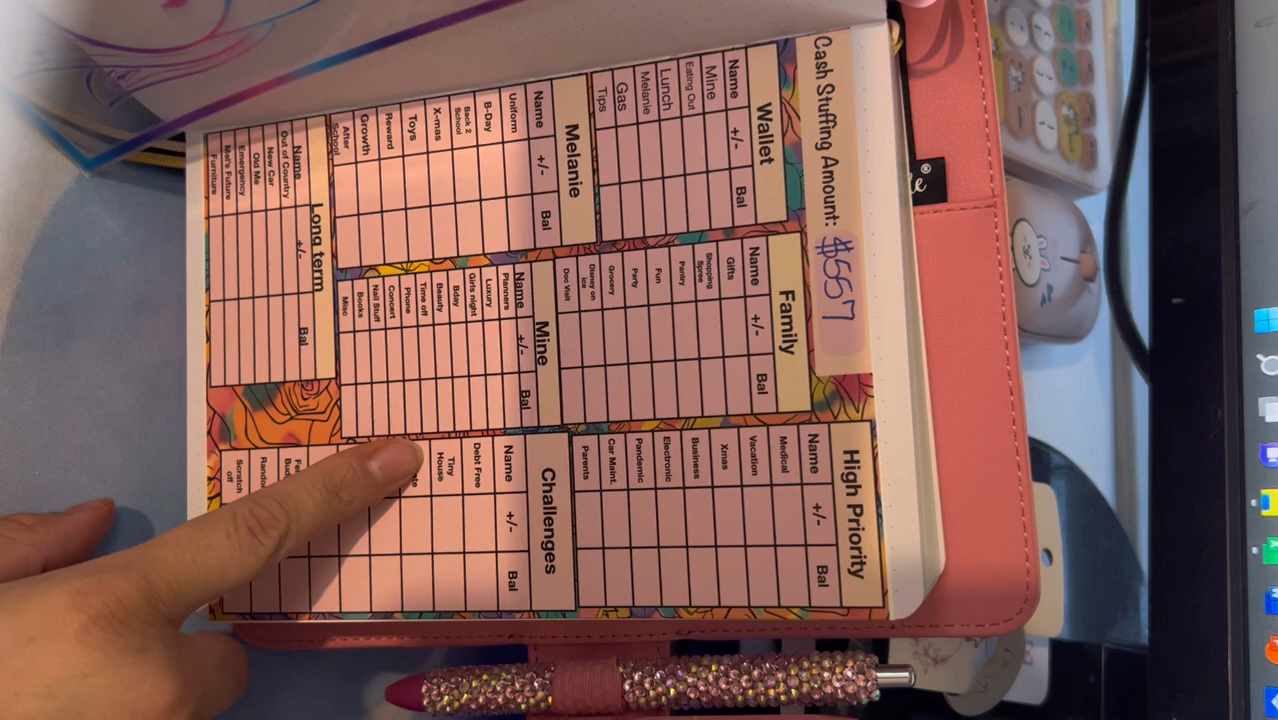 Cash Stuffing Amount: $557
Wallet
Name +/- Bal
Mine
Eating Out
Lunch
Melanie
Gas
Tips
Family
Name +/- Bal
Gifts
Shopping
Spree
Pantry
Fun
Party
Grocery
Disney on
ice
Doc Visit
High Priority
Name +/- Bal
Medical
Vacation
Xmas
Business
Electronic
Pandemic
Car Maint.
Parents
Melanie
Name +/- Bal
Uniform
B-Day
Back 2
School
X-mas
Toys
Reward
Growth
After
School
Mine
Name +/- Bal
Planners
Luxury
Girls night
Bday
Beauty
Time off
Phone
Concert
Nail Stuff
Books
Misc
Challenges
Name +/- Bal
Debt Free
Tiny
House
Scratch
off
Long term
Name +/- Bal
Out of Country
New Car
Old Me
Emergency
Mel's Future
Furniture